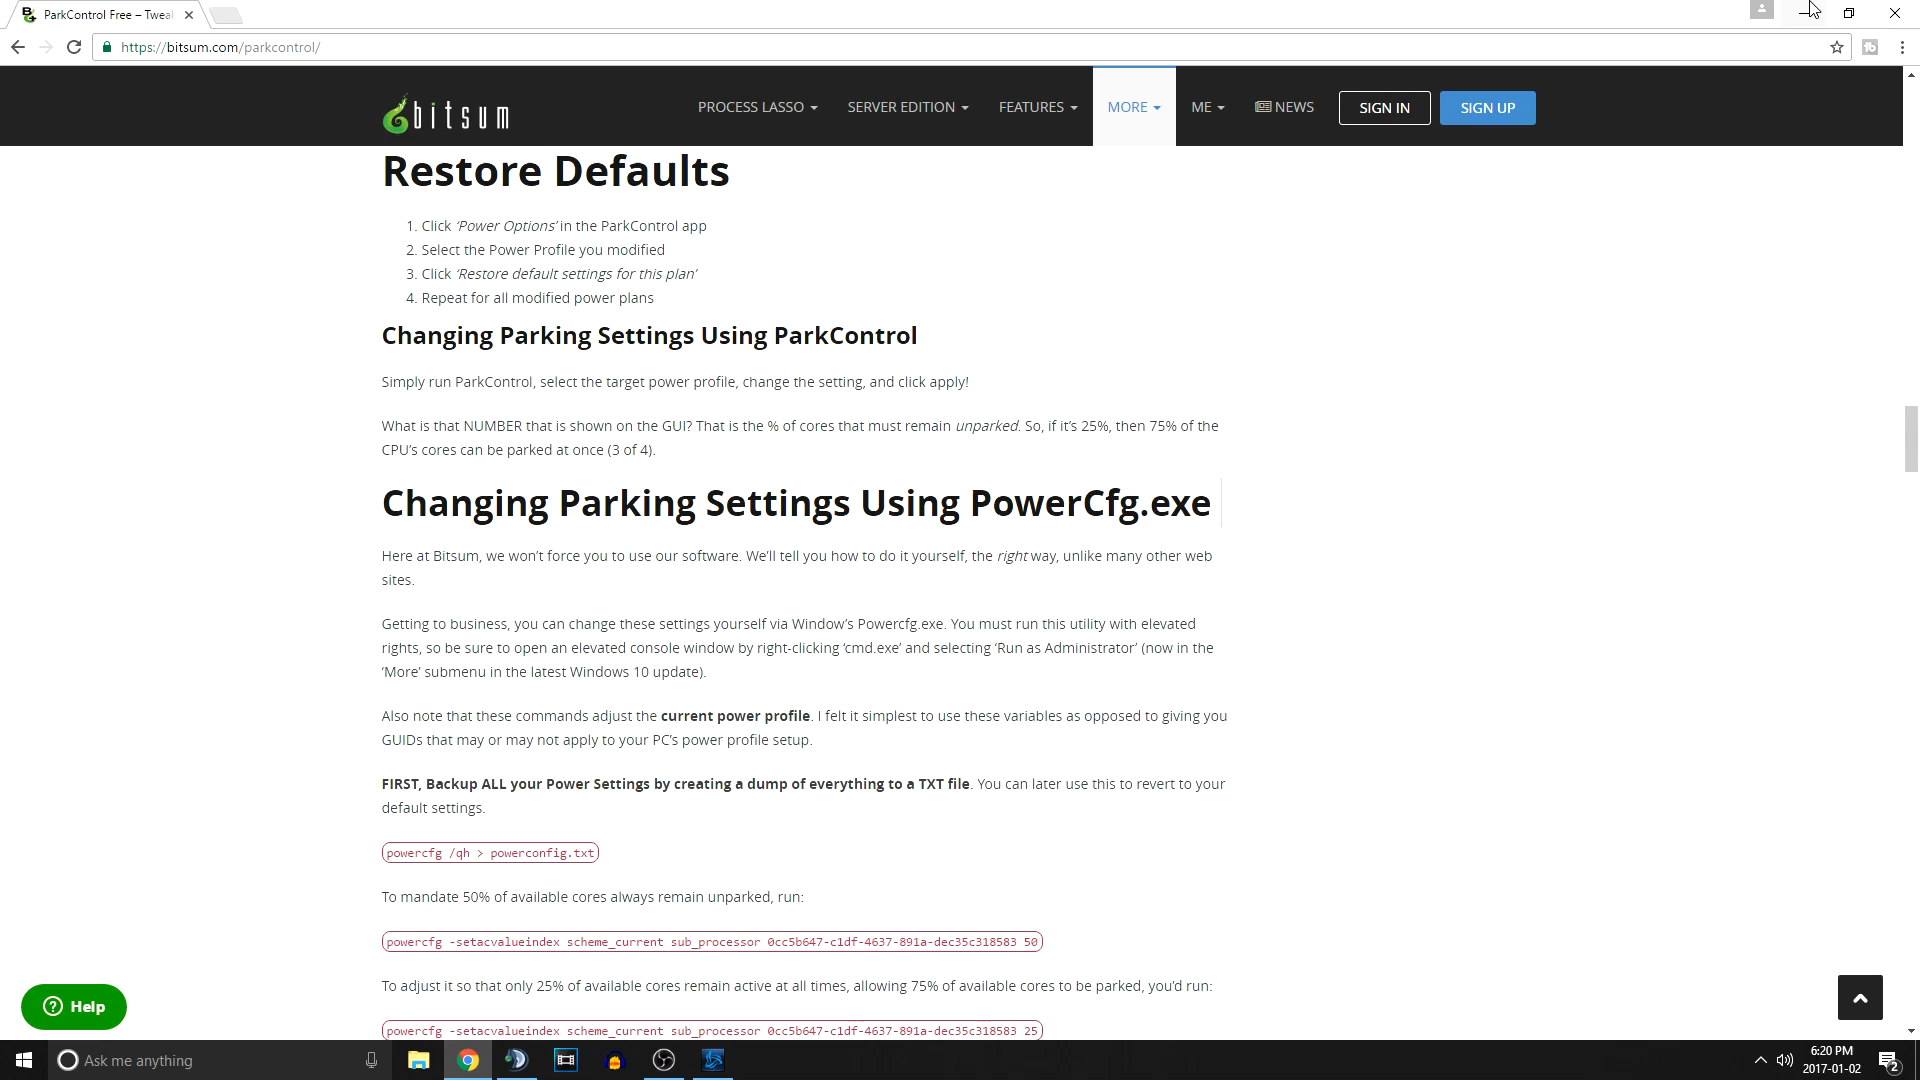 ParkControl Free – Twea
https://bitsum.com/parkcontrol/
bitsum
PROCESS LASSO
SERVER EDITION
FEATURES
MORE
ME
NEWS
SIGN IN
SIGN UP
Restore Defaults
1. Click ‘Power Options’ in the ParkControl app
2. Select the Power Profile you modified
3. Click ‘Restore default settings for this plan’
4. Repeat for all modified power plans
Changing Parking Settings Using ParkControl
Simply run ParkControl, select the target power profile, change the setting, and click apply!
What is that NUMBER that is shown on the GUI? That is the % of cores that must remain unparked. So, if it’s 25%, then 75% of the
CPU’s cores can be parked at once (3 of 4).
Changing Parking Settings Using PowerCfg.exe
Here at Bitsum, we won’t force you to use our software. We’ll tell you how to do it yourself, the right way, unlike many other web
sites.
Getting to business, you can change these settings yourself via Window’s Powercfg.exe. You must run this utility with elevated
rights, so be sure to open an elevated console window by right-clicking ‘cmd.exe’ and selecting ‘Run as Administrator’ (now in the
‘More’ submenu in the latest Windows 10 update).
Also note that these commands adjust the current power profile. I felt it simplest to use these variables as opposed to giving you
GUIDs that may or may not apply to your PC’s power profile setup.
FIRST, Backup ALL your Power Settings by creating a dump of everything to a TXT file. You can later use this to revert to your
default settings.
powercfg /qh > powerconfig.txt
To mandate 50% of available cores always remain unparked, run:
powercfg -setacvalueindex scheme_current sub_processor 0cc5b647-c1df-4637-891a-dec35c318583 50
To adjust it so that only 25% of available cores remain active at all times, allowing 75% of available cores to be parked, you’d run:
powercfg -setacvalueindex scheme_current sub_processor 0cc5b647-c1df-4637-891a-dec35c318583 25
Help
Ask me anything
6:20 PM
2017-01-02
2